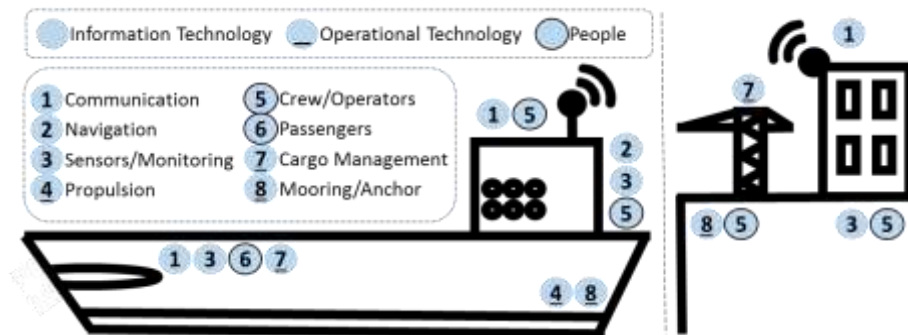 Information Technology Operational Technology People
1 Communication
2 Navigation
3 Sensors/Monitoring
4 Propulsion
5 Crew/Operators
6 Passengers
7 Cargo Management
8 Mooring/Anchor
1 5
2
3
5
1 3 6 7
4 8
1
7
8 5
3 5